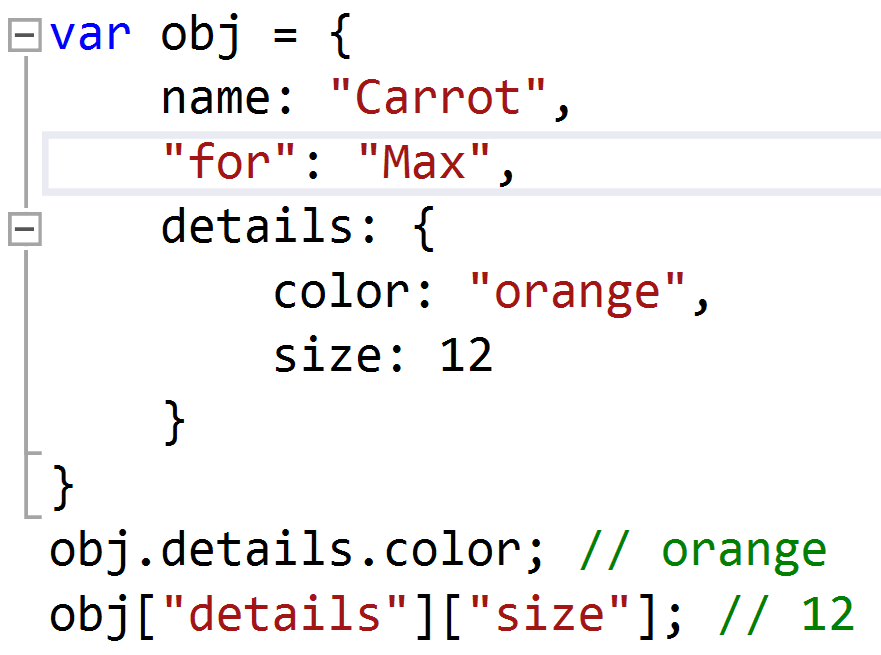 var obj = {
    name: "Carrot",
    "for": "Max",
    details: {
        color: "orange",
        size: 12
    }
}
obj.details.color; // orange
obj["details"]["size"]; // 12